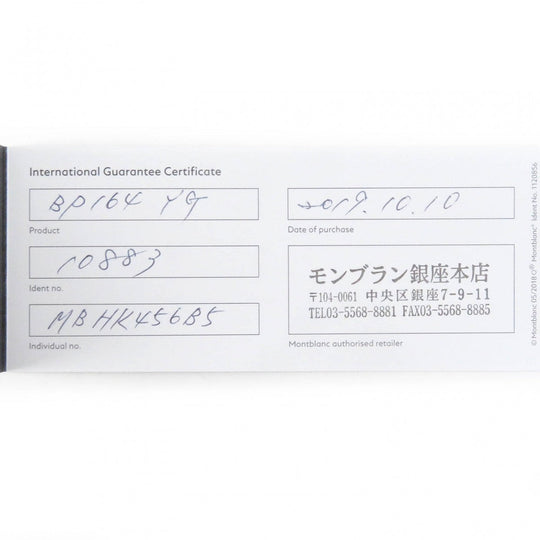 International Guarantee Certificate
BP164 YG
Product
10883
Ident no.
MBHK456B5
Individual no.
2019.10.10
Date of purchase
モンブラン銀座本店
〒104-0061 中央区銀座7-9-11
TEL03-5568-8881 FAX03-5568-8885
Montblanc authorised retailer
© Montblanc 05/2018 ® Montblanc® Ident No. 1120856